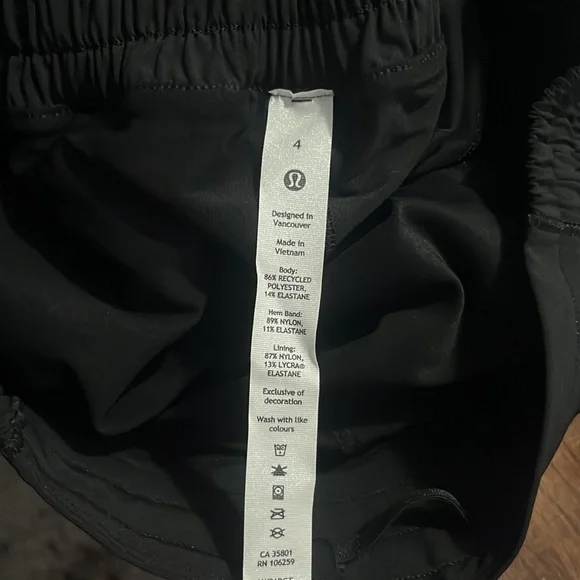 4
Designed in
Vancouver
Made in
Vietnam
Body:
86% RECYCLED
POLYESTER,
14% ELASTANE
Hem Band:
89% NYLON,
11% ELASTANE
Lining:
87% NYLON,
13% LYCRA®
ELASTANE
Exclusive of
decoration
Wash with like
colours
CA 35801
RN 106259